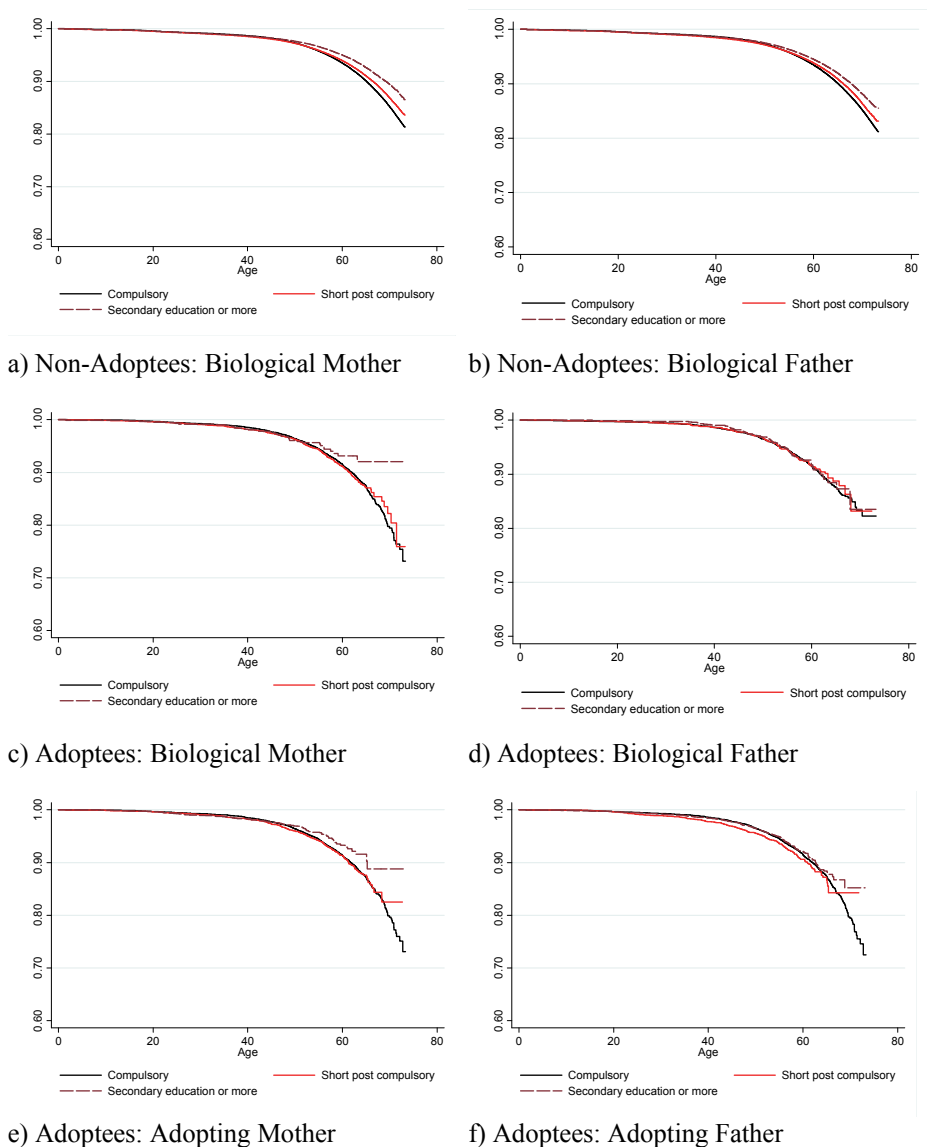 1.00
0.90
0.80
0.70
0.60
0 20 40 60 80
Age
Compulsory Short post compulsory
Secondary education or more
a) Non-Adoptees: Biological Mother
1.00
0.90
0.80
0.70
0.60
0 20 40 60 80
Age
Compulsory Short post compulsory
Secondary education or more
b) Non-Adoptees: Biological Father
1.00
0.90
0.80
0.70
0.60
0 20 40 60 80
Age
Compulsory Short post compulsory
Secondary education or more
c) Adoptees: Biological Mother
1.00
0.90
0.80
0.70
0.60
0 20 40 60 80
Age
Compulsory Short post compulsory
Secondary education or more
d) Adoptees: Biological Father
1.00
0.90
0.80
0.70
0.60
0 20 40 60 80
Age
Compulsory Short post compulsory
Secondary education or more
e) Adoptees: Adopting Mother
1.00
0.90
0.80
0.70
0.60
0 20 40 60 80
Age
Compulsory Short post compulsory
Secondary education or more
f) Adoptees: Adopting Father